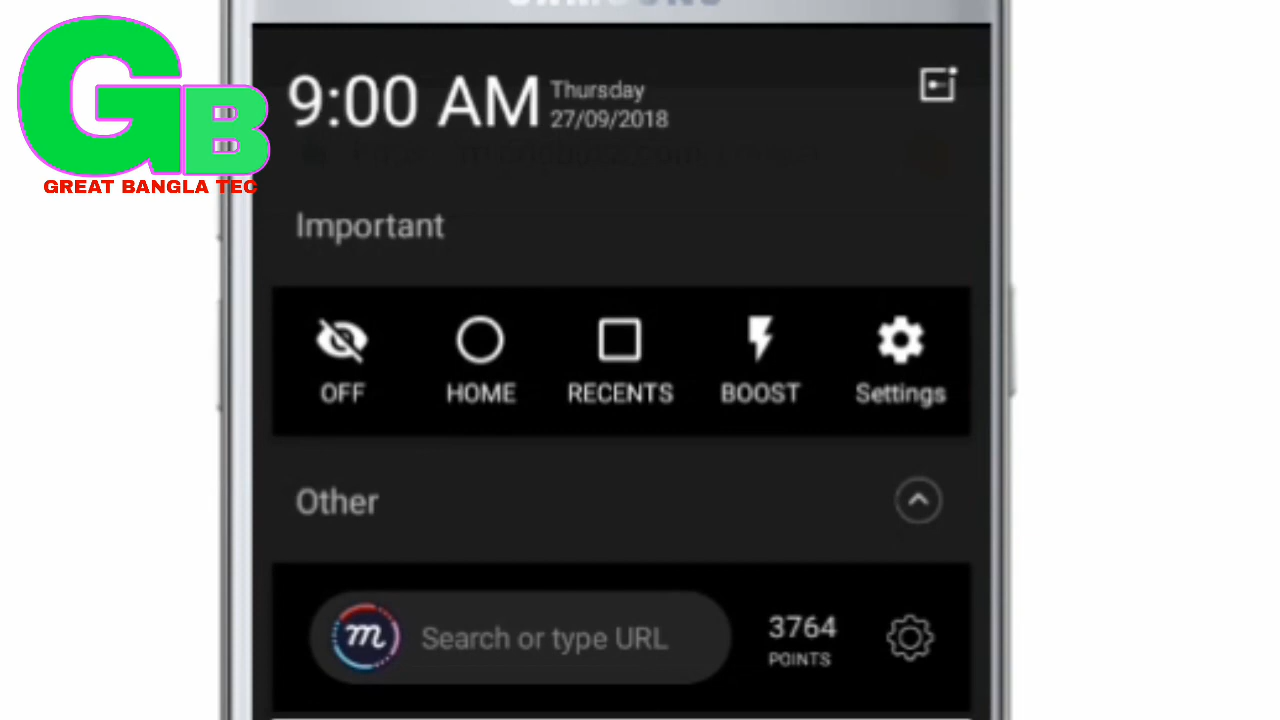 GB
GREAT BANGLA TEC
9:00 AM
Thursday
27/09/2018
Important
OFF
HOME
RECENTS
BOOST
Settings
Other
m
Search or type URL
3764
POINTS